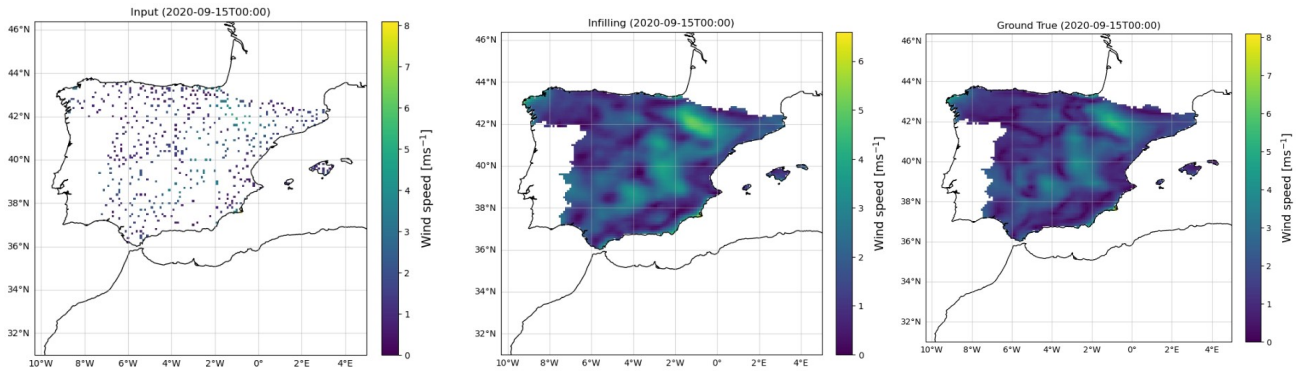 Input (2020-09-15T00:00)
46°N
44°N
42°N
40°N
38°N
36°N
34°N
32°N
10°W 8°W 6°W 4°W 2°W 0° 2°E 4°E
8
7
6
5
4
3
2
1
0
Wind speed [ms⁻¹]
Infilling (2020-09-15T00:00)
46°N
44°N
42°N
40°N
38°N
36°N
34°N
32°N
10°W 8°W 6°W 4°W 2°W 0° 2°E 4°E
6
5
4
3
2
1
0
Wind speed [ms⁻¹]
Ground True (2020-09-15T00:00)
46°N
44°N
42°N
40°N
38°N
36°N
34°N
32°N
10°W 8°W 6°W 4°W 2°W 0° 2°E 4°E
8
7
6
5
4
3
2
1
0
Wind speed [ms⁻¹]